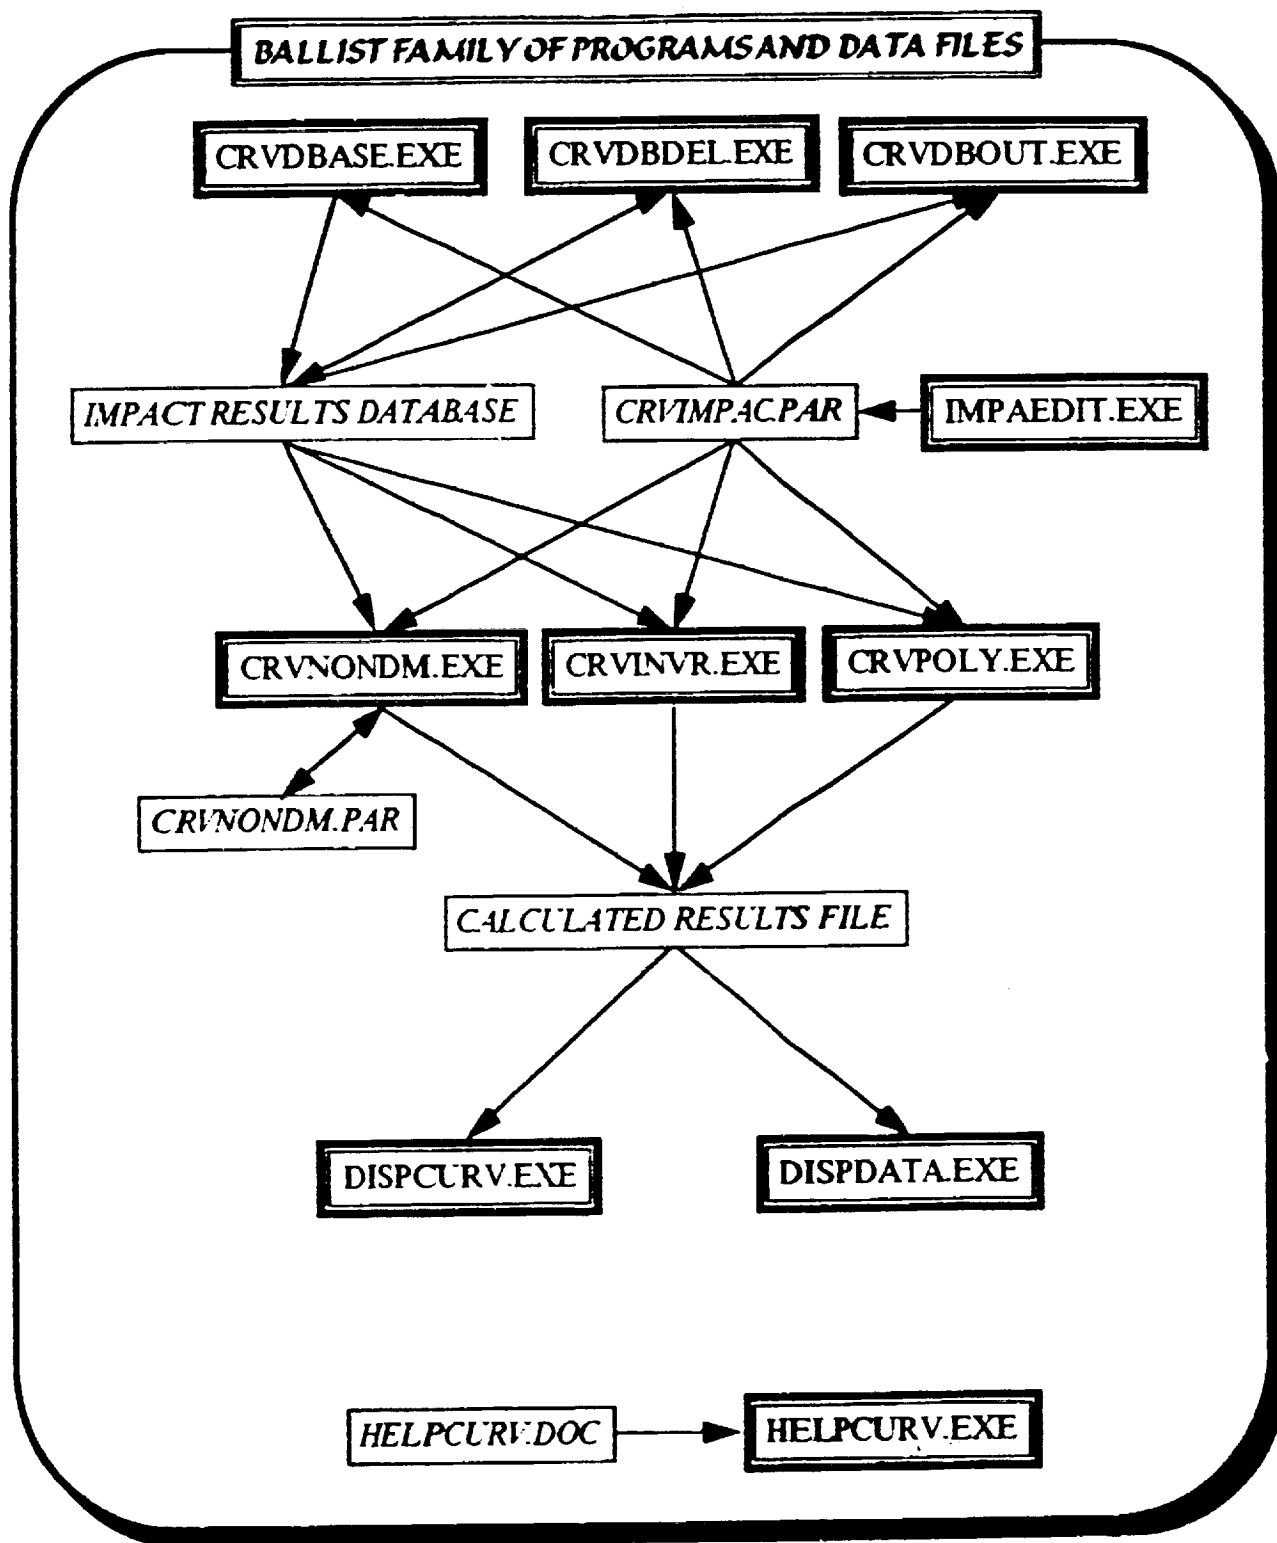 BALLIST FAMILY OF PROGRAMS AND DATA FILES
CRVDBASE.EXE
CRVDBDEL.EXE
CRVDBOUT.EXE
IMPACT RESULTS DATABASE
CRVIMPAC.PAR
IMPAEDIT.EXE
CRVNONDM.EXE
CRVINVR.EXE
CRVPOLY.EXE
CRVNONDM.PAR
CALCULATED RESULTS FILE
DISPCURV.EXE
DISPDATA.EXE
HELPCURV.DOC
HELPCURV.EXE